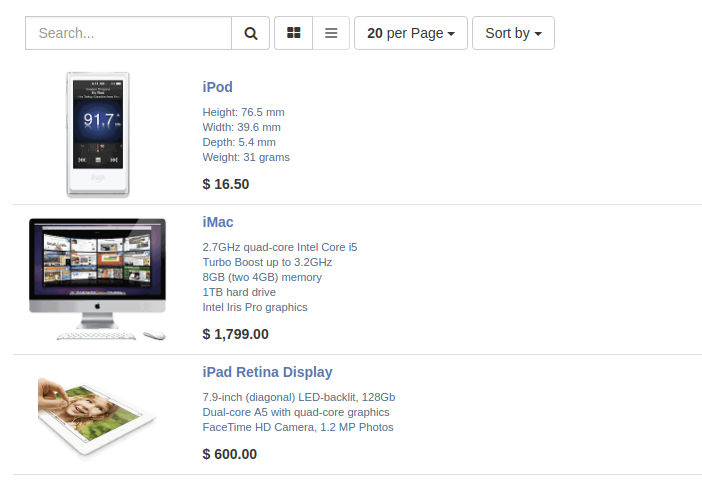 Search...
20 per Page
Sort by
91.7
iPod
Height: 76.5 mm
Width: 39.6 mm
Depth: 5.4 mm
Weight: 31 grams
$ 16.50
iMac
2.7GHz quad-core Intel Core i5
Turbo Boost up to 3.2GHz
8GB (two 4GB) memory
1TB hard drive
Intel Iris Pro graphics
$ 1,799.00
iPad Retina Display
7.9-inch (diagonal) LED-backlit, 128Gb
Dual-core A5 with quad-core graphics
FaceTime HD Camera, 1.2 MP Photos
$ 600.00